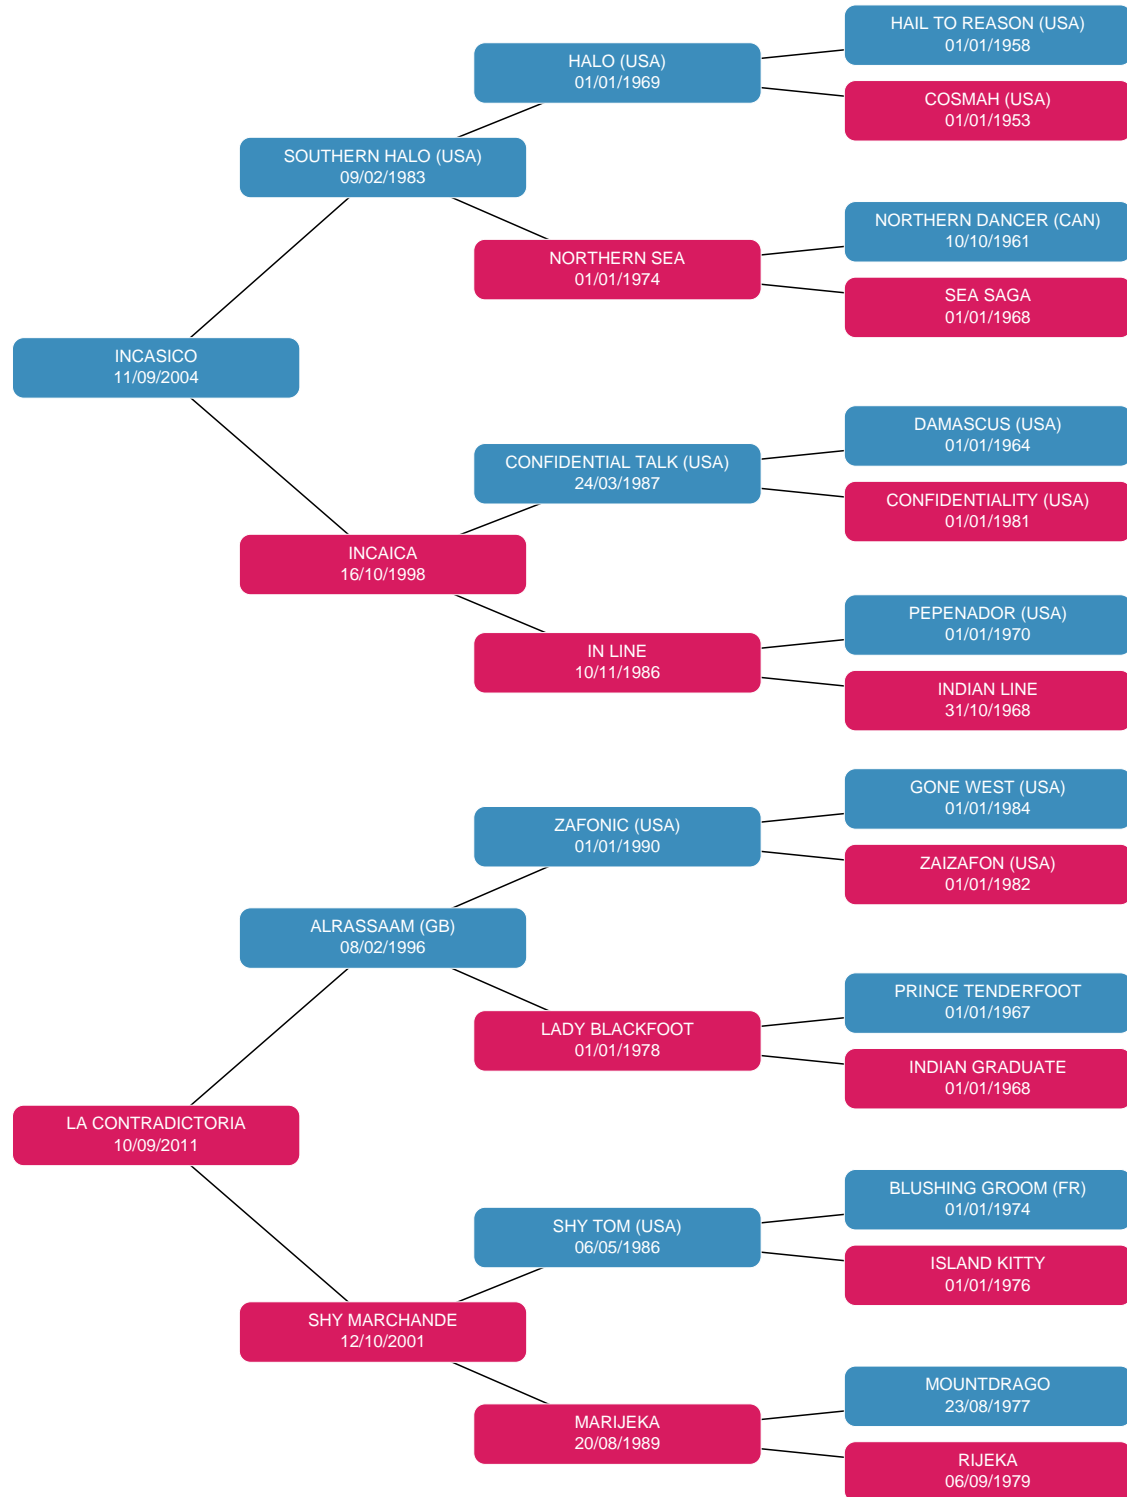 HAIL TO REASON (USA)
01/01/1958
HALO (USA)
01/01/1969
COSMAH (USA)
01/01/1953
SOUTHERN HALO (USA)
09/02/1983
NORTHERN DANCER (CAN)
10/10/1961
NORTHERN SEA
01/01/1974
SEA SAGA
01/01/1968
INCASICO
11/09/2004
DAMASCUS (USA)
01/01/1964
CONFIDENTIAL TALK (USA)
24/03/1987
CONFIDENTIALITY (USA)
01/01/1981
INCAICA
16/10/1998
PEPENADOR (USA)
01/01/1970
IN LINE
10/11/1986
INDIAN LINE
31/10/1968
GONE WEST (USA)
01/01/1984
ZAFONIC (USA)
01/01/1990
ZAIZAFON (USA)
01/01/1982
ALRASSAAM (GB)
08/02/1996
PRINCE TENDERFOOT
01/01/1967
LADY BLACKFOOT
01/01/1978
INDIAN GRADUATE
01/01/1968
LA CONTRADICTORIA
10/09/2011
BLUSHING GROOM (FR)
01/01/1974
SHY TOM (USA)
06/05/1986
ISLAND KITTY
01/01/1976
SHY MARCHANDE
12/10/2001
MOUNTDRAGO
23/08/1977
MARIJEKA
20/08/1989
RIJEKA
06/09/1979